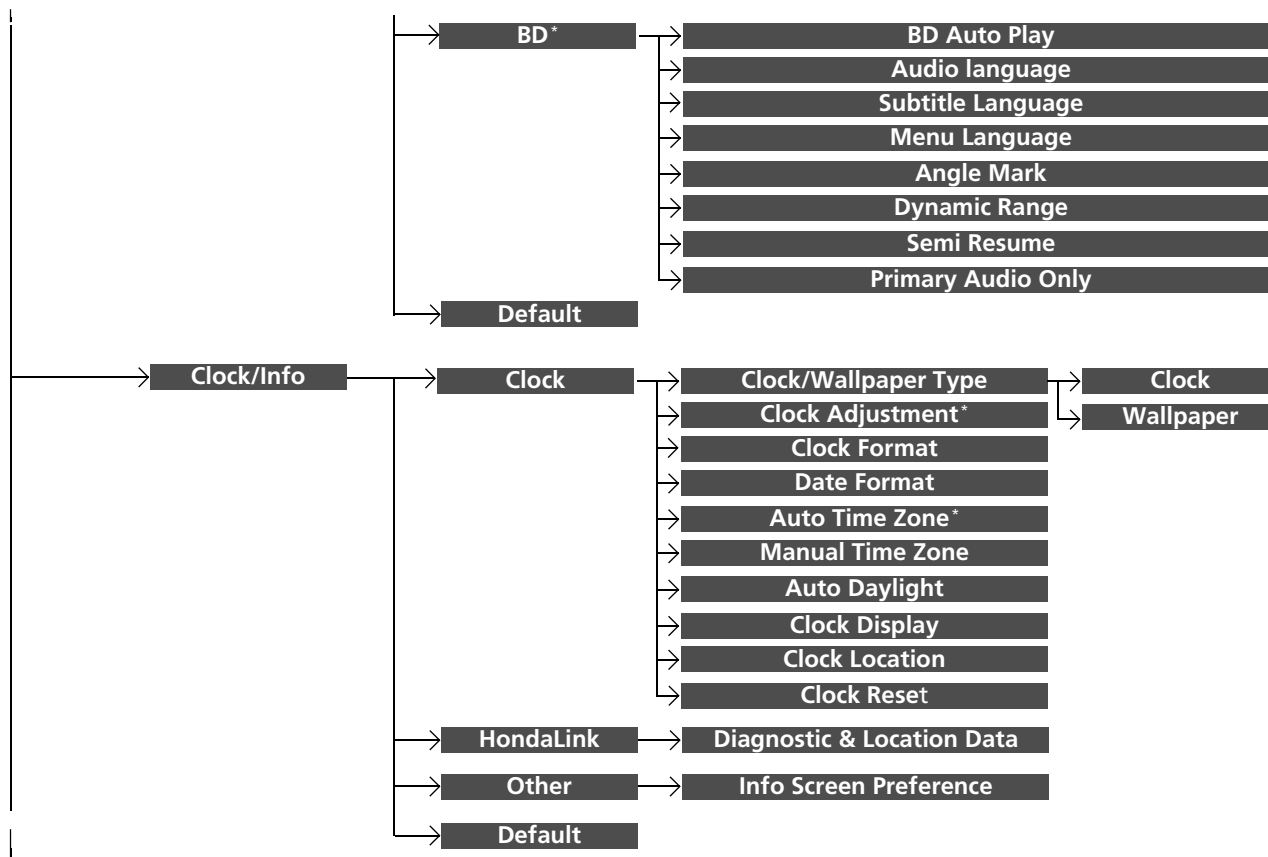 BD* BD Auto Play
Audio language
Subtitle Language
Menu Language
Angle Mark
Dynamic Range
Semi Resume
Primary Audio Only
Default
Clock/Info Clock Clock/Wallpaper Type Clock
Clock Adjustment* Wallpaper
Clock Format
Date Format
Auto Time Zone*
Manual Time Zone
Auto Daylight
Clock Display
Clock Location
Clock Reset
HondaLink Diagnostic & Location Data
Other Info Screen Preference
Default